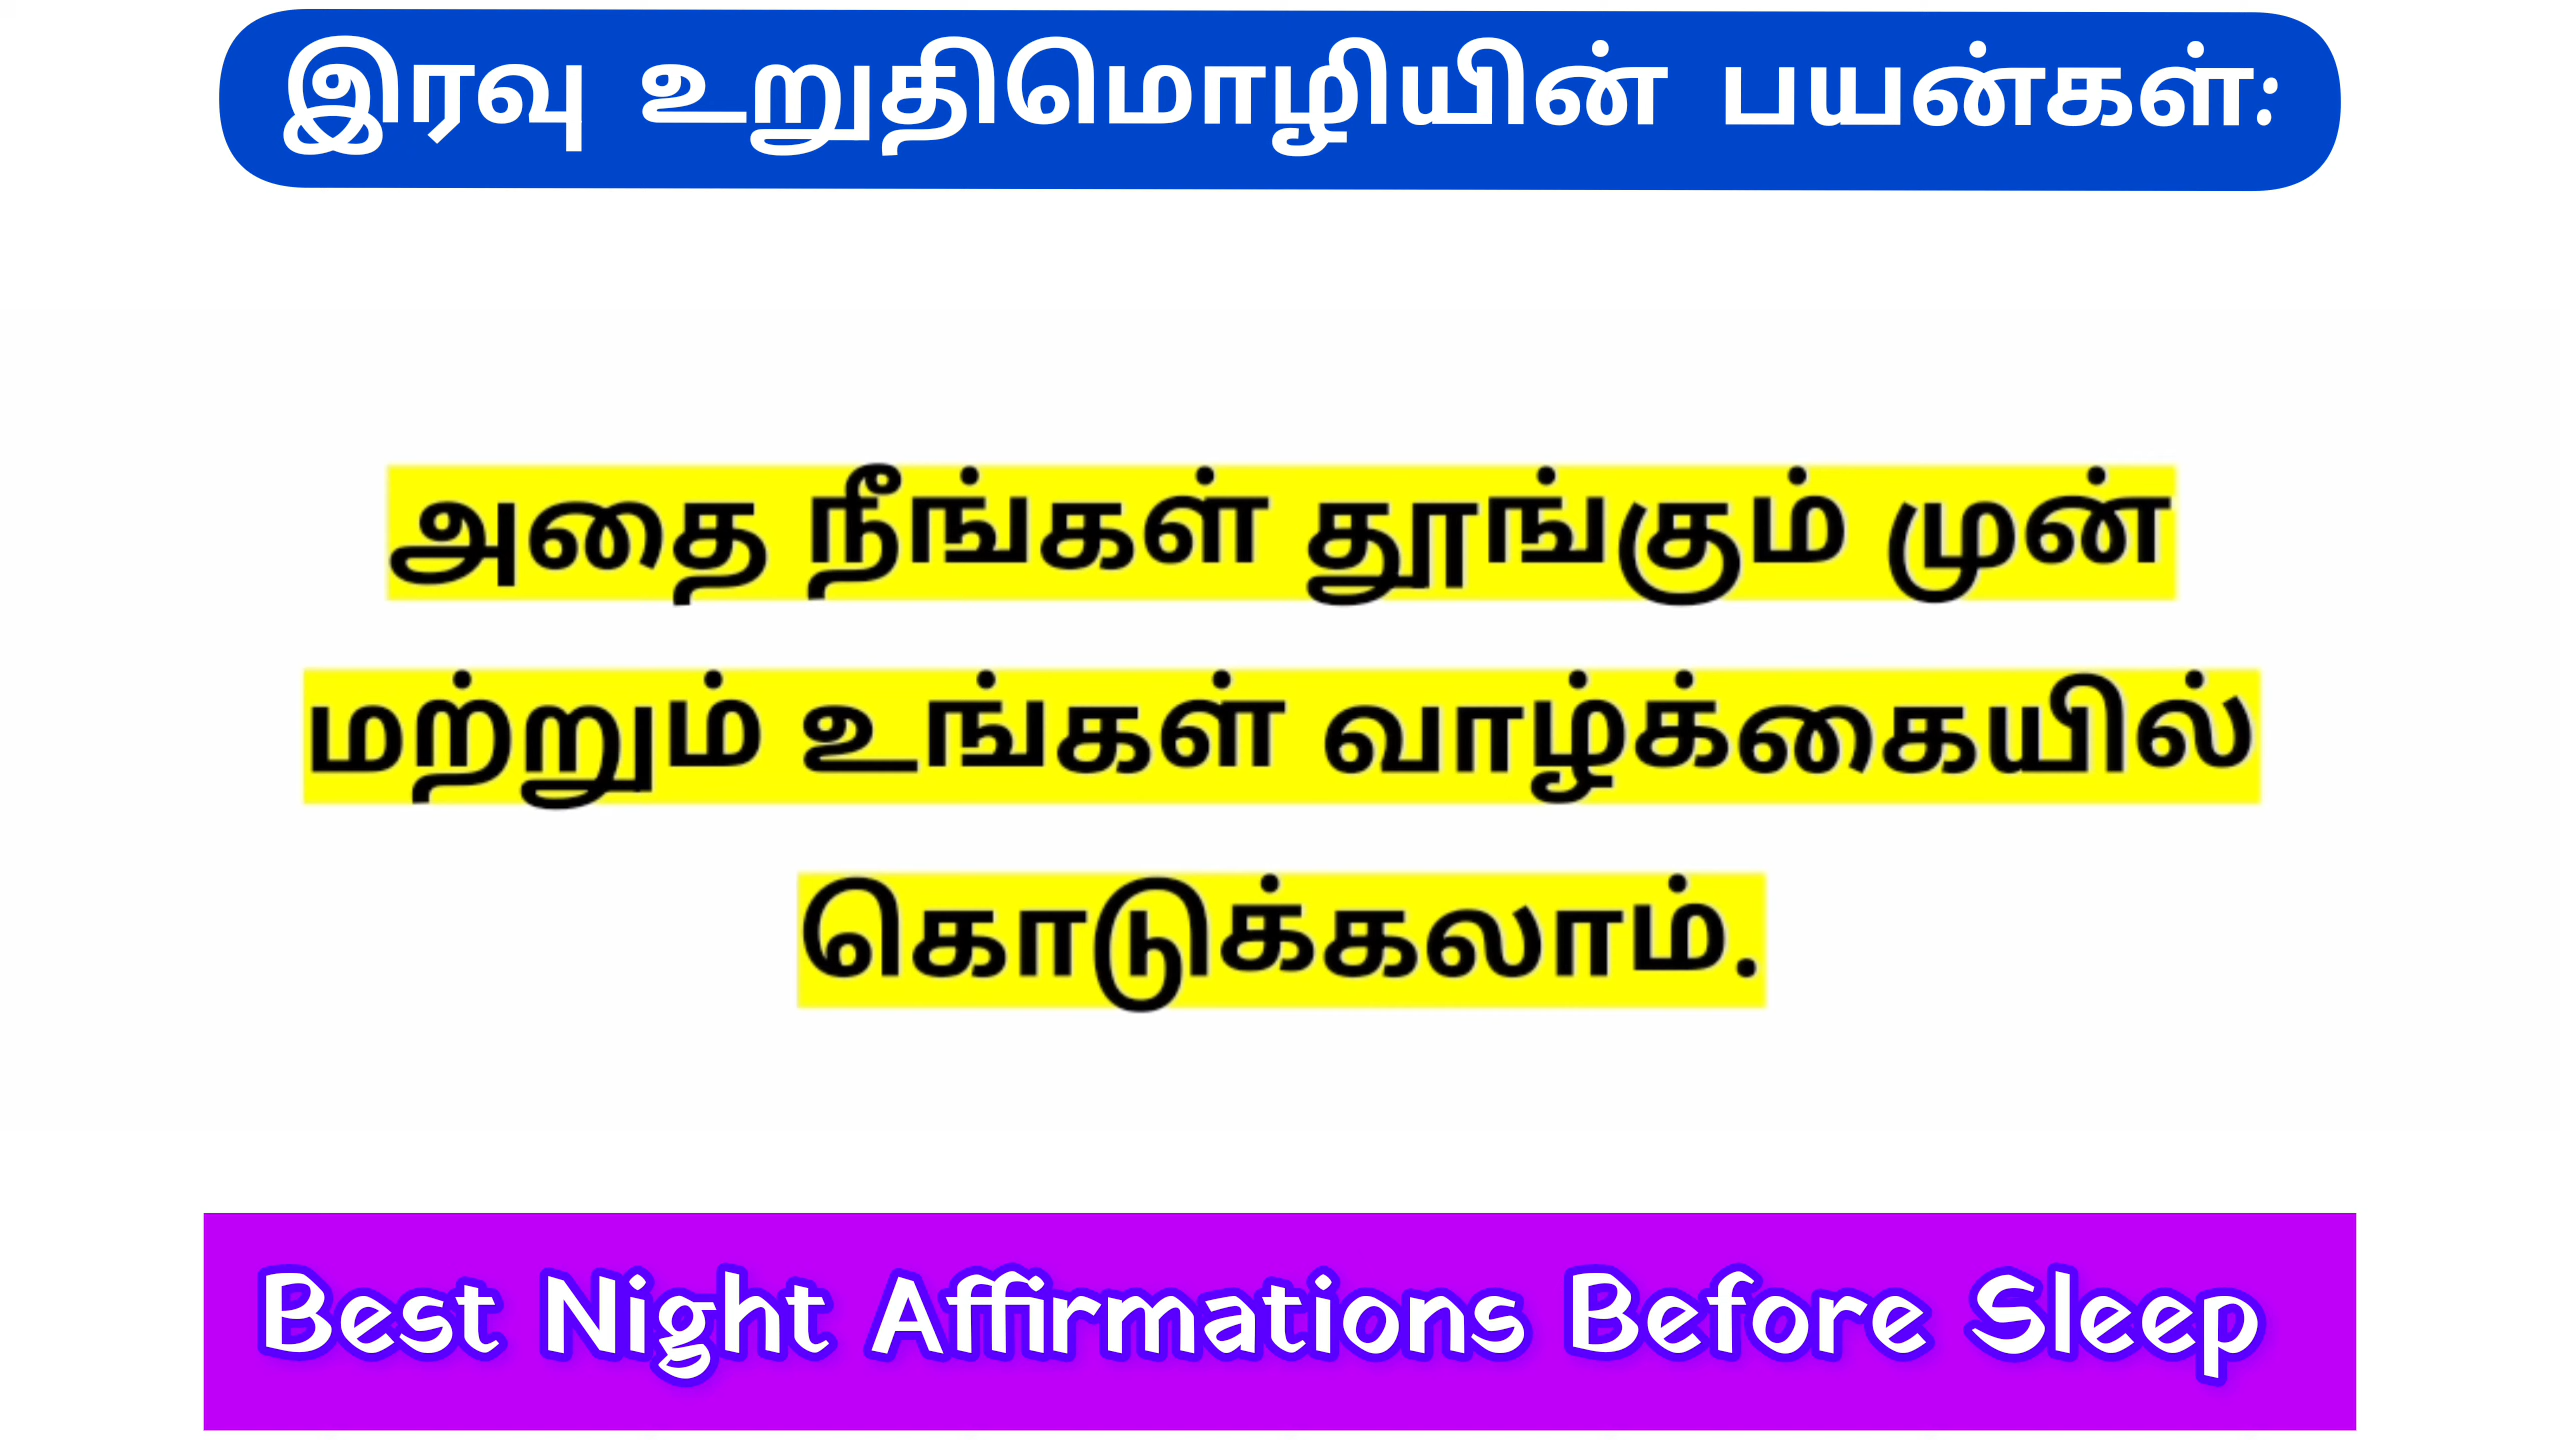 இரவு உறுதிமொழியின் பயன்கள்:
அதை நீங்கள் தூங்கும் முன்
மற்றும் உங்கள் வாழ்க்கையில்
கொடுக்கலாம்.
Best Night Affirmations Before Sleep